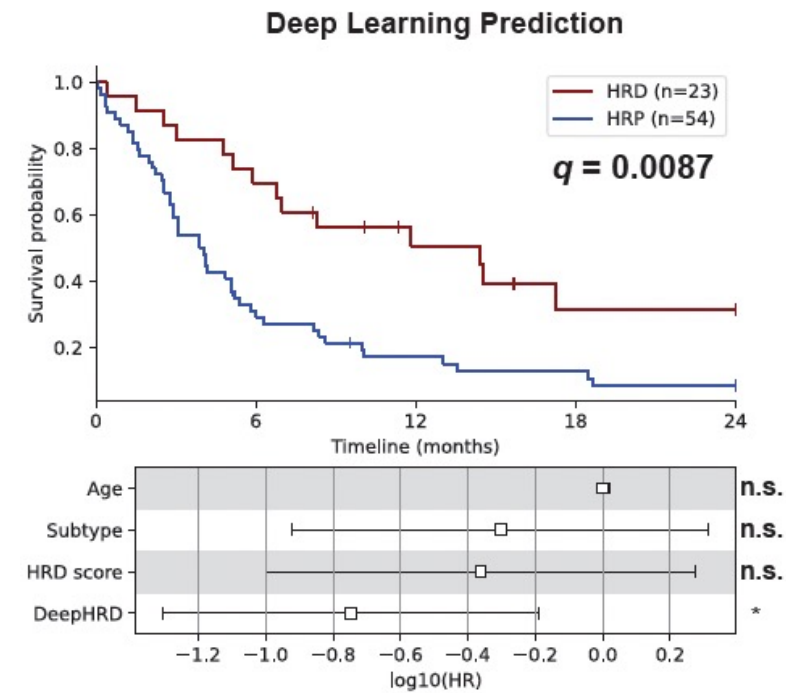 Deep Learning Prediction
HRD (n=23)
HRP (n=54)
q = 0.0087
Survival probability
1.0
0.8
0.6
0.4
0.2
0 6 12 18 24
Timeline (months)
Age n.s.
Subtype n.s.
HRD score n.s.
DeepHRD *
−1.2 −1.0 −0.8 −0.6 −0.4 −0.2 0.0 0.2
log10(HR)